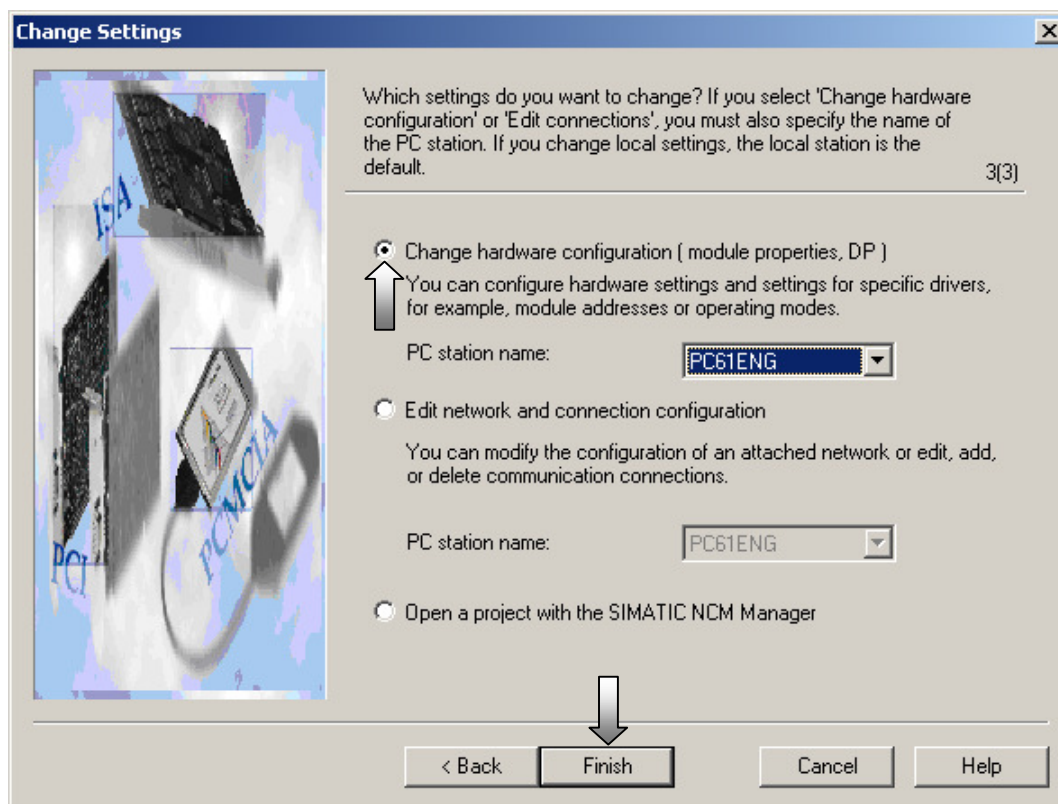 Change Settings
Which settings do you want to change? If you select 'Change hardware
configuration' or 'Edit connections', you must also specify the name of
the PC station. If you change local settings, the local station is the
default.
3(3)
ISA
PCI
PCMCIA
Change hardware configuration ( module properties, DP )
You can configure hardware settings and settings for specific drivers,
for example, module addresses or operating modes.
PC station name:
PC61ENG
Edit network and connection configuration
You can modify the configuration of an attached network or edit, add,
or delete communication connections.
PC station name:
PC61ENG
Open a project with the SIMATIC NCM Manager
< Back
Finish
Cancel
Help